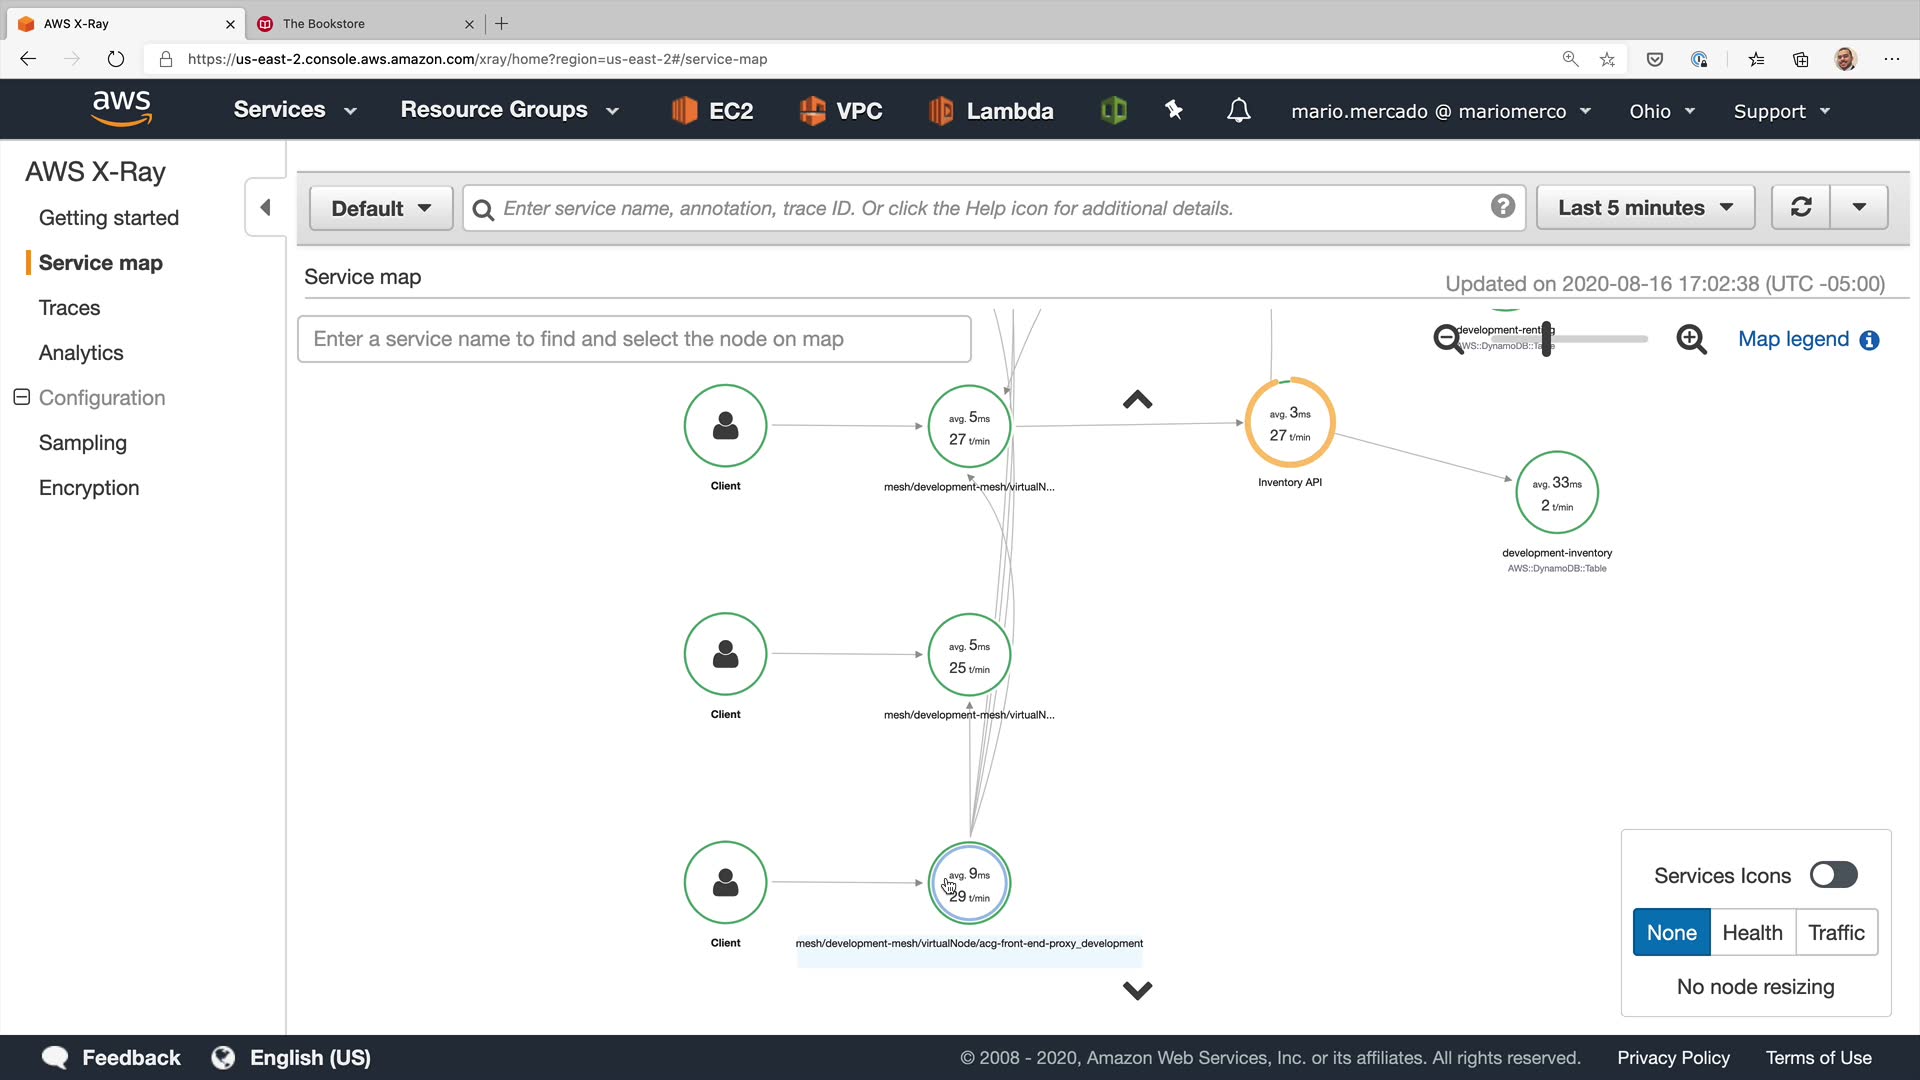 AWS X-Ray
The Bookstore
https://us-east-2.console.aws.amazon.com/xray/home?region=us-east-2#/service-map
aws
Services
Resource Groups
EC2
VPC
Lambda
mario.mercado @ mariomerco
Ohio
Support
AWS X-Ray
Getting started
Service map
Traces
Analytics
Configuration
Sampling
Encryption
Default
Enter service name, annotation, trace ID. Or click the Help icon for additional details.
Last 5 minutes
Service map
Updated on 2020-08-16 17:02:38 (UTC -05:00)
Enter a service name to find and select the node on map
Map legend
Client
avg. 5ms
27 t/min
mesh/development-mesh/virtualN...
avg. 3ms
27 t/min
Inventory API
avg. 33ms
2 t/min
development-inventory
AWS::DynamoDB::Table
Client
avg. 5ms
25 t/min
mesh/development-mesh/virtualN...
Client
avg. 9ms
29 t/min
mesh/development-mesh/virtualNode/acg-front-end-proxy_development
Services Icons
None
Health
Traffic
No node resizing
Feedback
English (US)
© 2008 - 2020, Amazon Web Services, Inc. or its affiliates. All rights reserved.
Privacy Policy
Terms of Use